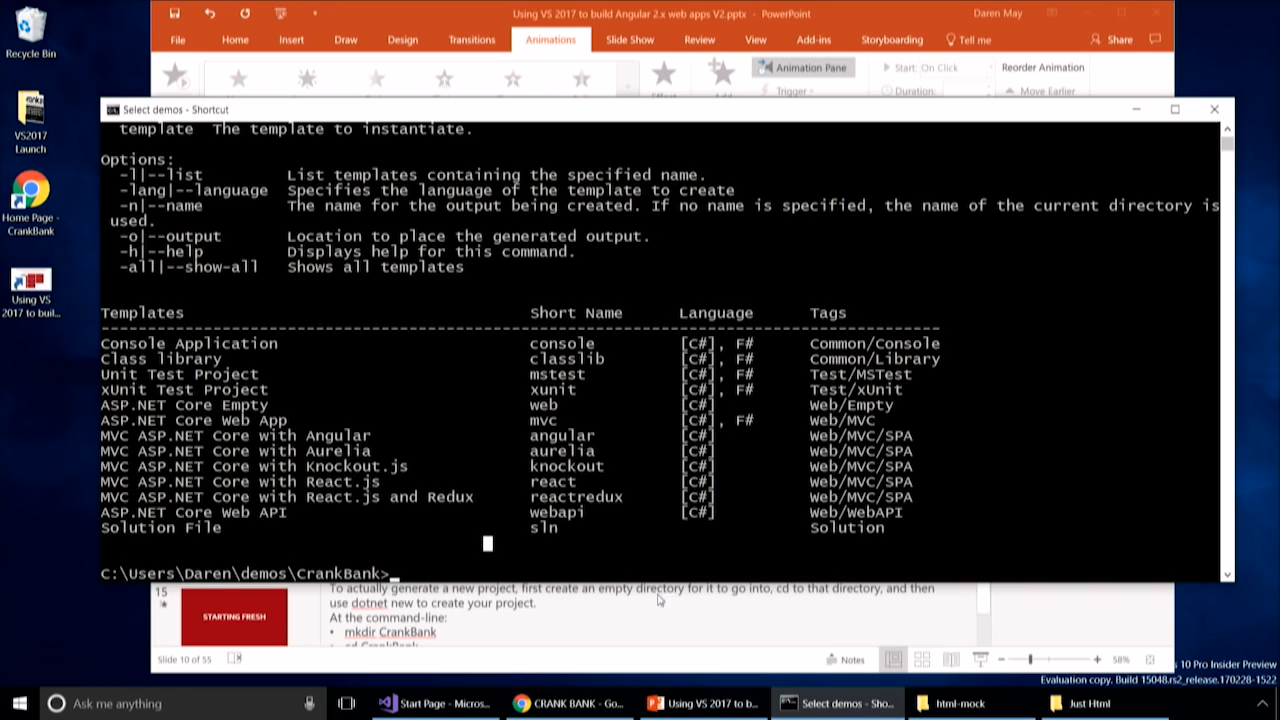 Recycle Bin
VS2017
Launch
Home Page -
CrankBank
Using VS
2017 to buil...
Using VS 2017 to build Angular 2.x web apps V2.pptx - PowerPoint
Daren May
File Home Insert Draw Design Transitions Animations Slide Show Review View Add-ins Storyboarding Tell me Share
Animation Pane Start: On Click Reorder Animation
Trigger Duration: Move Earlier
Select demos - Shortcut
template The template to instantiate.
Options:
-l|--list List templates containing the specified name.
-lang|--language Specifies the language of the template to create
-n|--name The name for the output being created. If no name is specified, the name of the current directory is
used.
-o|--output Location to place the generated output.
-h|--help Displays help for this command.
-all|--show-all Shows all templates
Templates Short Name Language Tags
--------------------------------------------------------------------------------
Console Application console [C#], F# Common/Console
Class library classlib [C#], F# Common/Library
Unit Test Project mstest [C#], F# Test/MSTest
xUnit Test Project xunit [C#], F# Test/xUnit
ASP.NET Core Empty web [C#] Web/Empty
ASP.NET Core Web App mvc [C#], F# Web/MVC
MVC ASP.NET Core with Angular angular [C#] Web/MVC/SPA
MVC ASP.NET Core with Aurelia aurelia [C#] Web/MVC/SPA
MVC ASP.NET Core with Knockout.js knockout [C#] Web/MVC/SPA
MVC ASP.NET Core with React.js react [C#] Web/MVC/SPA
MVC ASP.NET Core with React.js and Redux reactredux [C#] Web/MVC/SPA
ASP.NET Core Web API webapi [C#] Web/WebAPI
Solution File sln Solution
C:\Users\Daren\demos\CrankBank>_
15
STARTING FRESH
To actually generate a new project, first create an empty directory for it to go into, cd to that directory, and then
use dotnet new to create your project.
At the command-line:
• mkdir CrankBank
• cd CrankBank
Slide 10 of 55 Notes 58%
s 10 Pro Insider Preview
Evaluation copy. Build 15048.rs2_release.170228-1522
Ask me anything
Start Page - Micros...
CRANK BANK - Go...
Using VS 2017 to b...
Select demos - Sho...
html-mock
Just Html